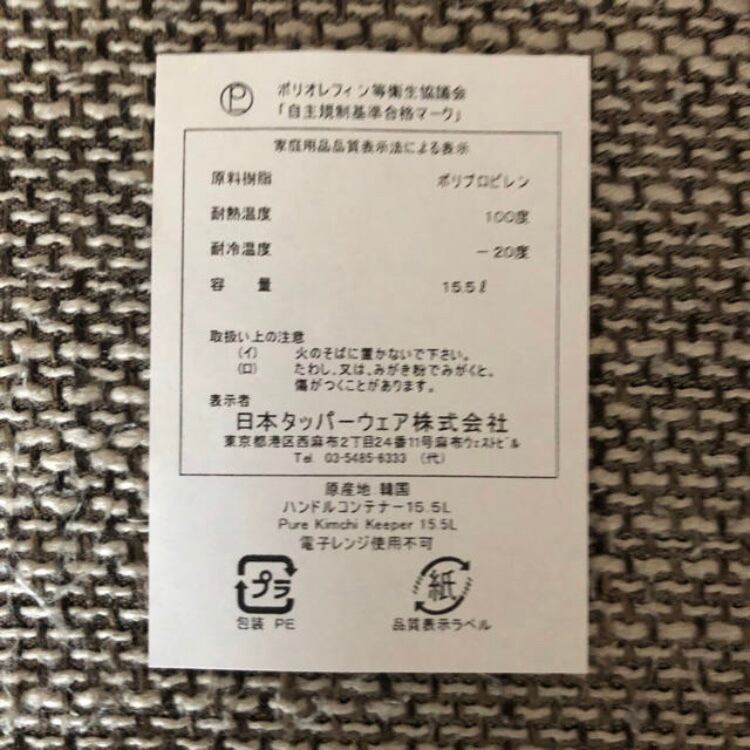 ポリオレフィン等衛生協議会
「自主規制基準合格マーク」
家庭用品品質表示法による表示
原料樹脂 ポリプロピレン
耐熱温度 100度
耐冷温度 －20度
容量 15.5ℓ
取扱い上の注意
(イ) 火のそばに置かないで下さい。
(ロ) たわし、又は、みがき粉でみがくと、
傷がつくことがあります。
表示者
日本タッパーウェア株式会社
東京都港区西麻布2丁目24番11号麻布ウェストビル
Tel. 03-5485-6333 (代)
原産地 韓国
ハンドルコンテナー15.5L
Pure Kimchi Keeper 15.5L
電子レンジ使用不可
プラ 紙
包装 PE 品質表示ラベル